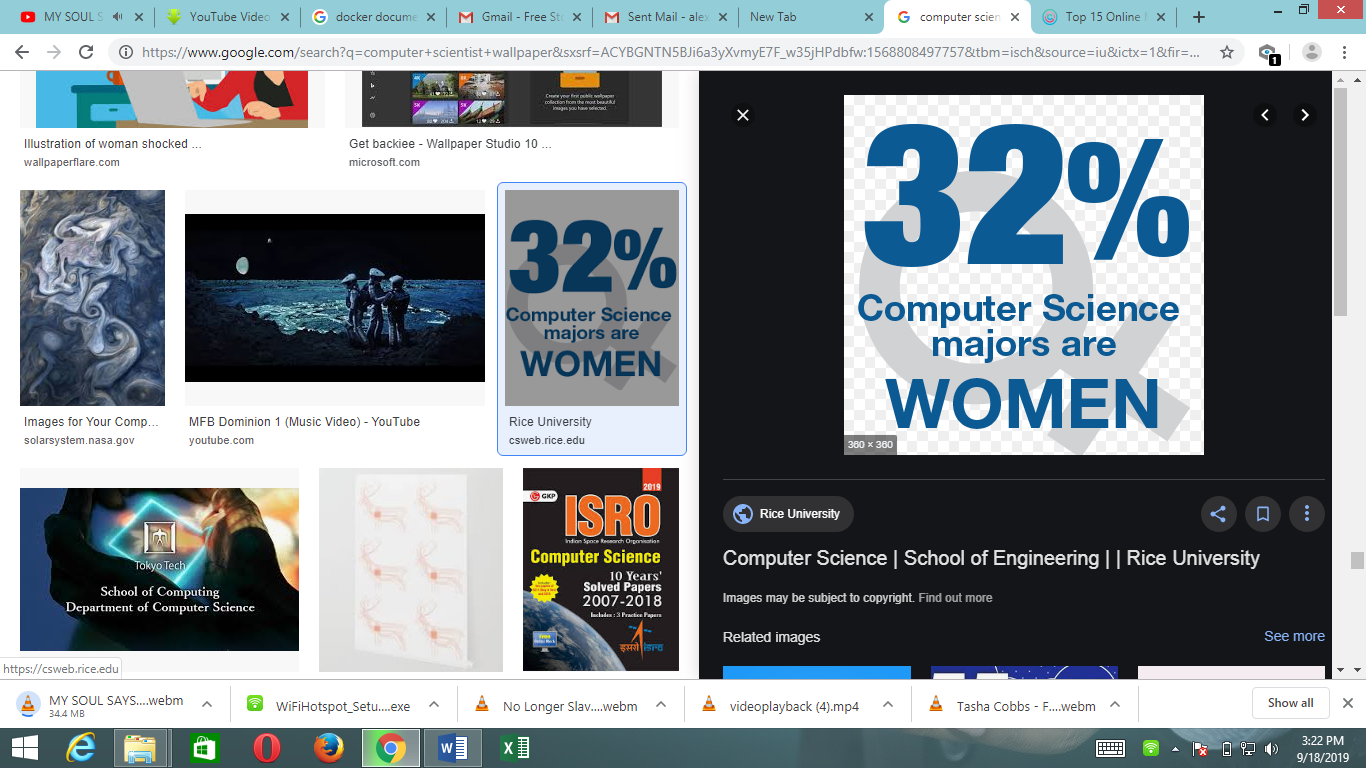 MY SOUL S
YouTube Video
docker docume
Gmail - Free Sto
Sent Mail - alex
New Tab
computer scien
Top 15 Online
https://www.google.com/search?q=computer+scientist+wallpaper&sxsrf=ACYBGNTN5BJi6a3yXvmyE7F_w35jHPdbfw:1568808497757&tbm=isch&source=iu&ictx=1&fir=...
1
Create your first public wallpaper
collection from the most beautiful
images you have selected.
Illustration of woman shocked ...
wallpaperflare.com
Get backiee - Wallpaper Studio 10 ...
microsoft.com
32%
Computer Science
majors are
WOMEN
Images for Your Comp...
solarsystem.nasa.gov
MFB Dominion 1 (Music Video) - YouTube
youtube.com
Rice University
csweb.rice.edu
Tokyo Tech
School of Computing
Department of Computer Science
2019
GKP
ISRO
Indian Space Research Organisation
Computer Science
10 Years'
Solved Papers
2007-2018
Includes : 3 Practice Papers
इसरो isro
https://csweb.rice.edu
32%
Computer Science
majors are
WOMEN
360 × 360
Rice University
Computer Science | School of Engineering | | Rice University
Images may be subject to copyright. Find out more
Related images
See more
MY SOUL SAYS....webm
34.4 MB
WiFiHotspot_Setu....exe
No Longer Slav....webm
videoplayback (4).mp4
Tasha Cobbs - F....webm
Show all
3:22 PM
9/18/2019